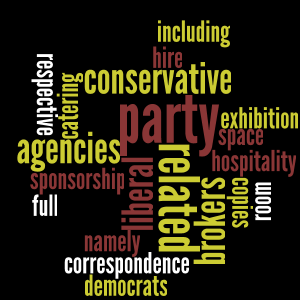 including
hire
respective
catering
conservative
party
exhibition
agencies
space
related
liberal
hospitality
sponsorship
brokers
copies
room
full
namely
correspondence
democrats